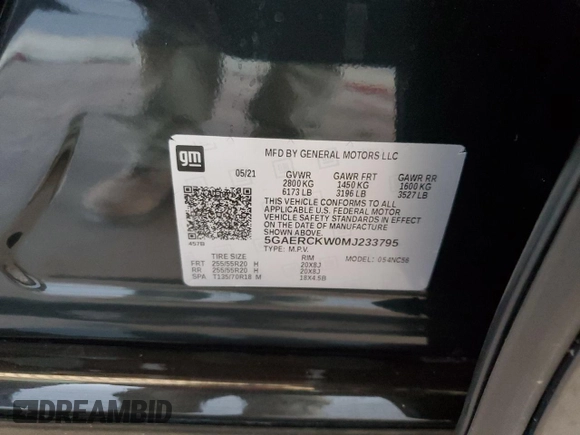 gm
MFD BY GENERAL MOTORS LLC
05/21
GVWR GAWR FRT GAWR RR
2800 KG 1450 KG 1600 KG
6173 LB 3196 LB 3527 LB
THIS VEHICLE CONFORMS TO ALL
APPLICABLE U.S. FEDERAL MOTOR
VEHICLE SAFETY STANDARDS IN EFFECT
ON THE DATE OF MANUFACTURE SHOWN ABOVE.
5GAERCKW0MJ233795
TYPE: M.P.V.
TIRE SIZE RIM
FRT 255/55R20 H 20X8J
RR 255/55R20 H 20X8J
SPA T135/70R18 M 18X4.5B
DREAMBID